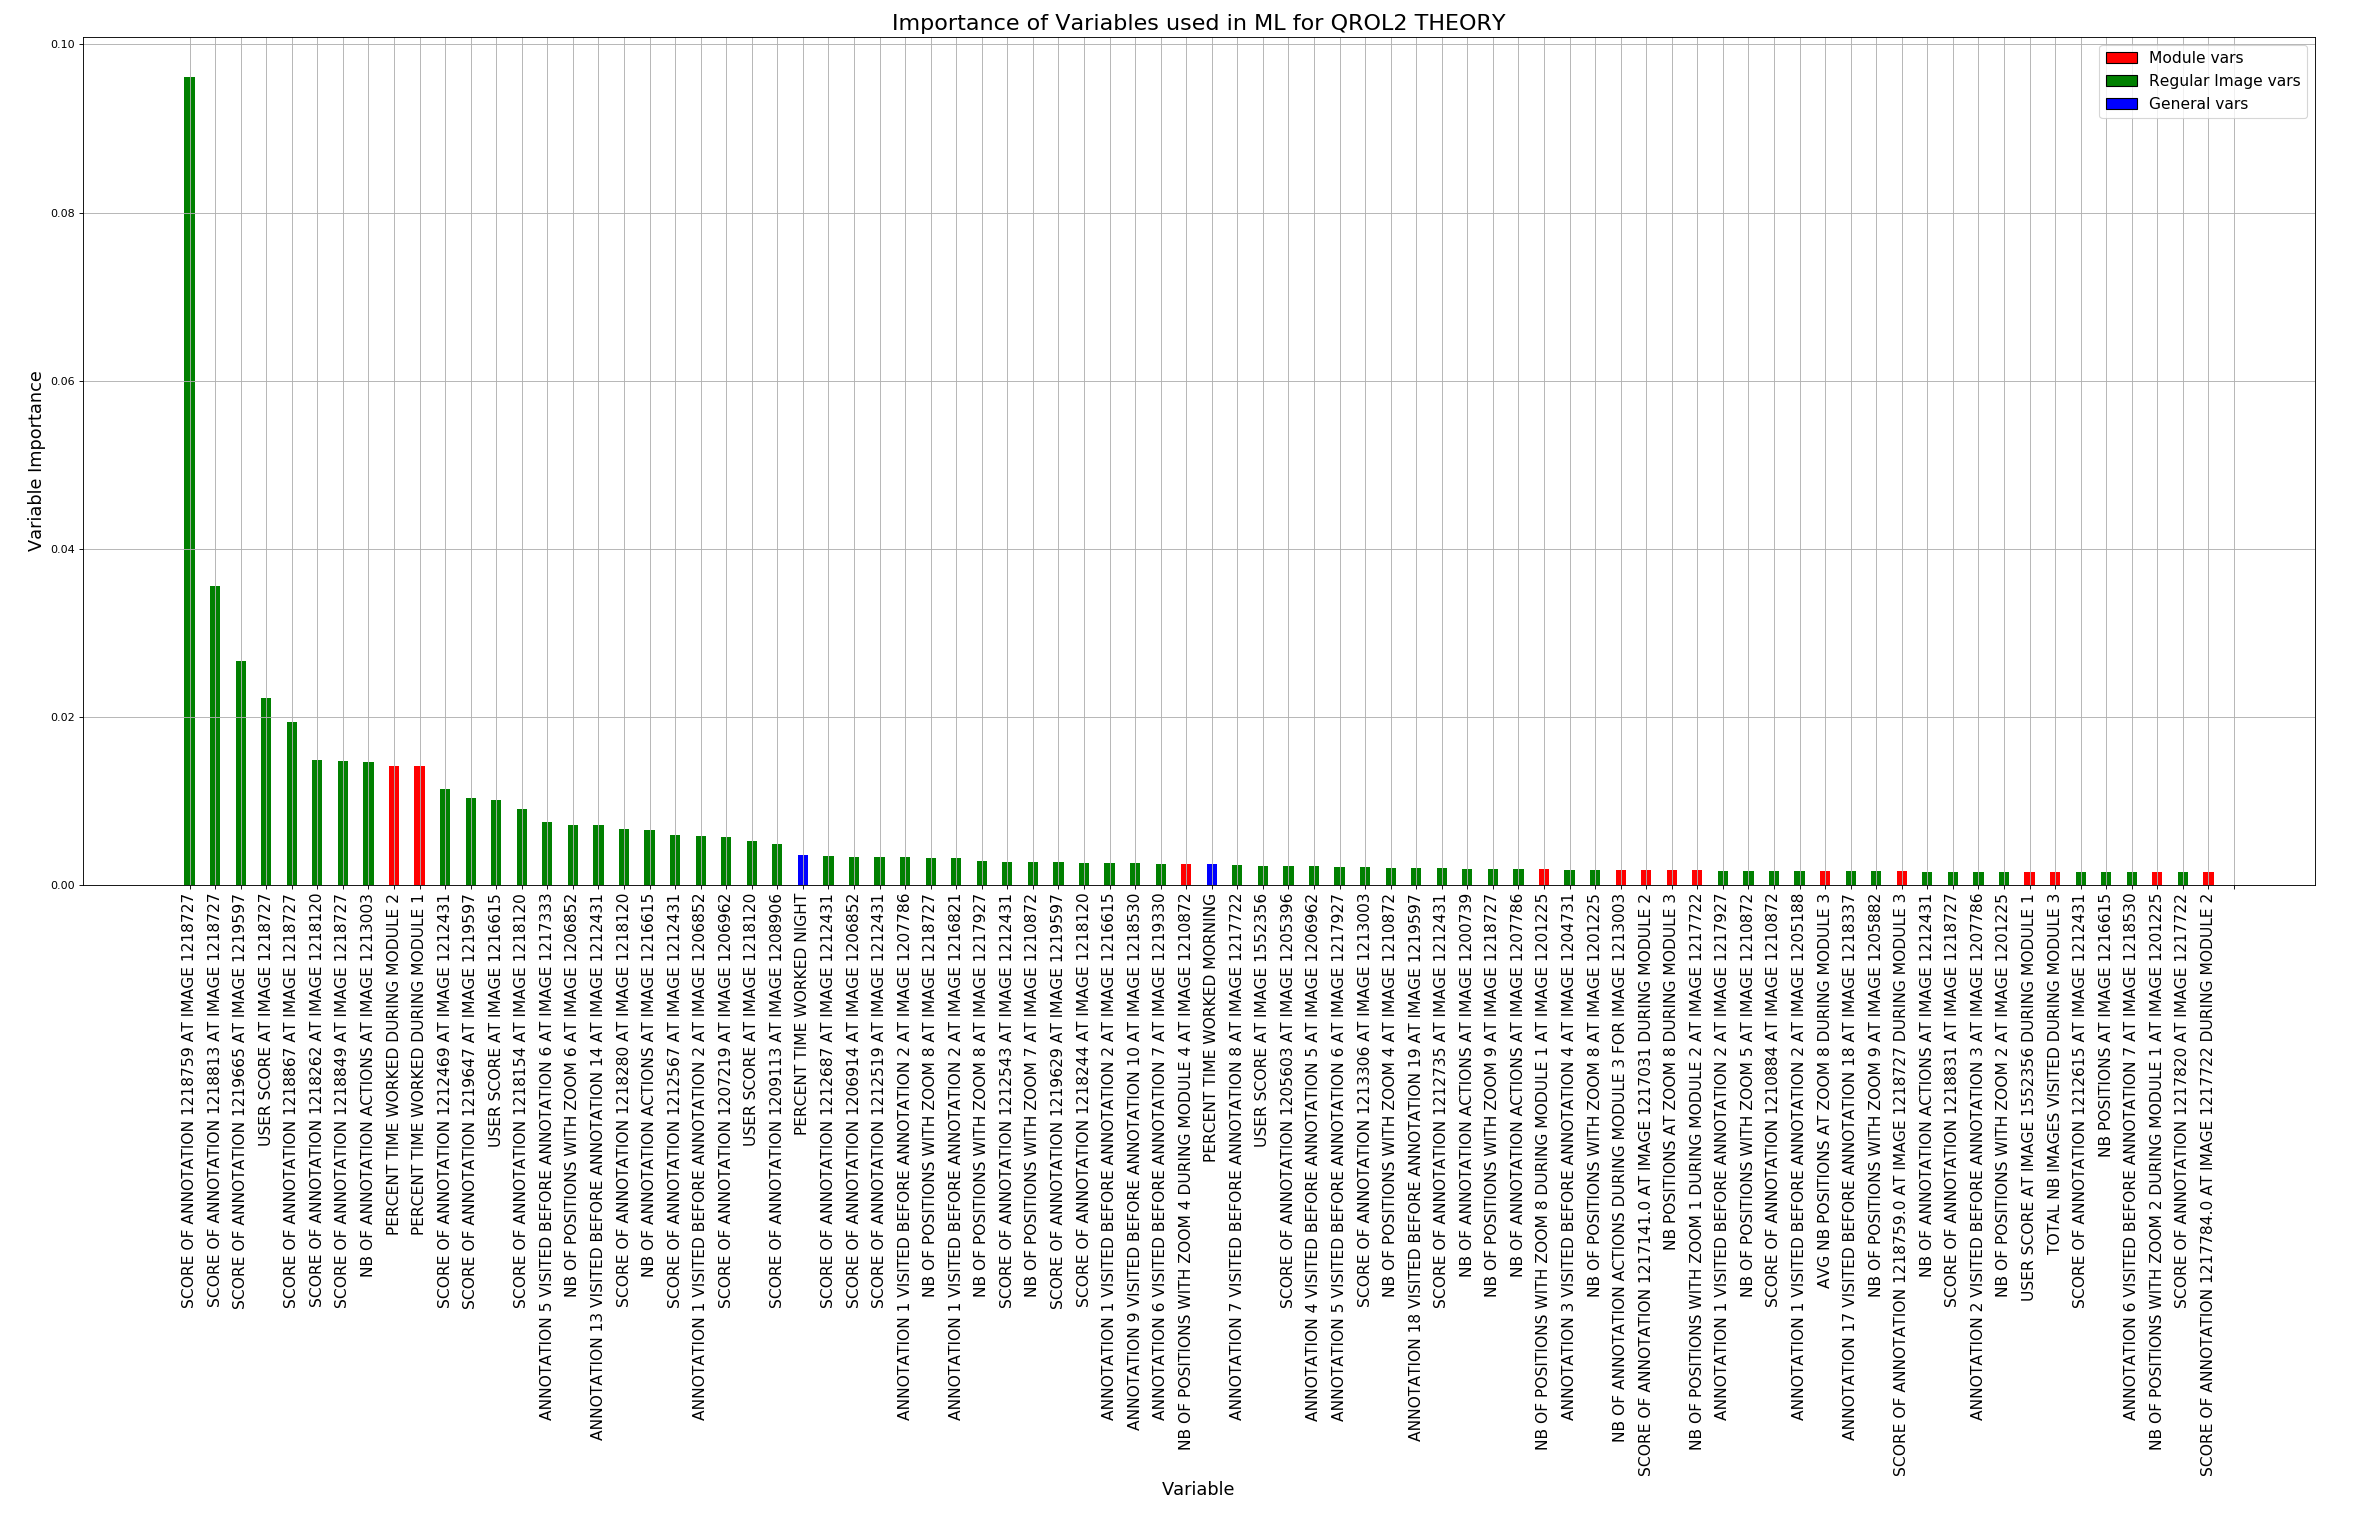 Importance of Variables used in ML for QROL2 THEORY
Module vars
Regular Image vars
General vars
Variable Importance
0.10
0.08
0.06
0.04
0.02
0.00
SCORE OF ANNOTATION 1218759 AT IMAGE 1218727
SCORE OF ANNOTATION 1218813 AT IMAGE 1218727
SCORE OF ANNOTATION 1219665 AT IMAGE 1219597
USER SCORE AT IMAGE 1218727
SCORE OF ANNOTATION 1218867 AT IMAGE 1218727
SCORE OF ANNOTATION 1218262 AT IMAGE 1218120
SCORE OF ANNOTATION 1218849 AT IMAGE 1218727
NB OF ANNOTATION ACTIONS AT IMAGE 1213003
PERCENT TIME WORKED DURING MODULE 2
PERCENT TIME WORKED DURING MODULE 1
SCORE OF ANNOTATION 1212469 AT IMAGE 1212431
SCORE OF ANNOTATION 1219647 AT IMAGE 1219597
USER SCORE AT IMAGE 1216615
SCORE OF ANNOTATION 1218154 AT IMAGE 1218120
ANNOTATION 5 VISITED BEFORE ANNOTATION 6 AT IMAGE 1217333
NB OF POSITIONS WITH ZOOM 6 AT IMAGE 1206852
ANNOTATION 13 VISITED BEFORE ANNOTATION 14 AT IMAGE 1212431
SCORE OF ANNOTATION 1218280 AT IMAGE 1218120
NB OF ANNOTATION ACTIONS AT IMAGE 1216615
SCORE OF ANNOTATION 1212567 AT IMAGE 1212431
ANNOTATION 1 VISITED BEFORE ANNOTATION 2 AT IMAGE 1206852
SCORE OF ANNOTATION 1207219 AT IMAGE 1206962
USER SCORE AT IMAGE 1218120
SCORE OF ANNOTATION 1209113 AT IMAGE 1208906
PERCENT TIME WORKED NIGHT
SCORE OF ANNOTATION 1212687 AT IMAGE 1212431
SCORE OF ANNOTATION 1206914 AT IMAGE 1206852
SCORE OF ANNOTATION 1212519 AT IMAGE 1212431
ANNOTATION 1 VISITED BEFORE ANNOTATION 2 AT IMAGE 1207786
NB OF POSITIONS WITH ZOOM 8 AT IMAGE 1218727
ANNOTATION 1 VISITED BEFORE ANNOTATION 2 AT IMAGE 1216821
NB OF POSITIONS WITH ZOOM 8 AT IMAGE 1217927
SCORE OF ANNOTATION 1212543 AT IMAGE 1212431
NB OF POSITIONS WITH ZOOM 7 AT IMAGE 1210872
SCORE OF ANNOTATION 1219629 AT IMAGE 1219597
SCORE OF ANNOTATION 1218244 AT IMAGE 1218120
ANNOTATION 1 VISITED BEFORE ANNOTATION 2 AT IMAGE 1216615
ANNOTATION 9 VISITED BEFORE ANNOTATION 10 AT IMAGE 1218530
ANNOTATION 6 VISITED BEFORE ANNOTATION 7 AT IMAGE 1219330
NB OF POSITIONS WITH ZOOM 4 DURING MODULE 4 AT IMAGE 1210872
PERCENT TIME WORKED MORNING
ANNOTATION 7 VISITED BEFORE ANNOTATION 8 AT IMAGE 1217722
USER SCORE AT IMAGE 1552356
SCORE OF ANNOTATION 1205603 AT IMAGE 1205396
ANNOTATION 4 VISITED BEFORE ANNOTATION 5 AT IMAGE 1206962
ANNOTATION 5 VISITED BEFORE ANNOTATION 6 AT IMAGE 1217927
SCORE OF ANNOTATION 1213306 AT IMAGE 1213003
NB OF POSITIONS WITH ZOOM 4 AT IMAGE 1210872
ANNOTATION 18 VISITED BEFORE ANNOTATION 19 AT IMAGE 1219597
SCORE OF ANNOTATION 1212735 AT IMAGE 1212431
NB OF ANNOTATION ACTIONS AT IMAGE 1200739
NB OF POSITIONS WITH ZOOM 9 AT IMAGE 1218727
NB OF ANNOTATION ACTIONS AT IMAGE 1207786
NB OF POSITIONS WITH ZOOM 8 DURING MODULE 1 AT IMAGE 1201225
ANNOTATION 3 VISITED BEFORE ANNOTATION 4 AT IMAGE 1204731
NB OF POSITIONS WITH ZOOM 8 AT IMAGE 1201225
NB OF ANNOTATION ACTIONS DURING MODULE 3 FOR IMAGE 1213003
SCORE OF ANNOTATION 1217141.0 AT IMAGE 1217031 DURING MODULE 2
NB POSITIONS AT ZOOM 8 DURING MODULE 3
NB OF POSITIONS WITH ZOOM 1 DURING MODULE 2 AT IMAGE 1217722
ANNOTATION 1 VISITED BEFORE ANNOTATION 2 AT IMAGE 1217927
NB OF POSITIONS WITH ZOOM 5 AT IMAGE 1210872
SCORE OF ANNOTATION 1210884 AT IMAGE 1210872
ANNOTATION 1 VISITED BEFORE ANNOTATION 2 AT IMAGE 1205188
AVG NB POSITIONS AT ZOOM 8 DURING MODULE 3
ANNOTATION 17 VISITED BEFORE ANNOTATION 18 AT IMAGE 1218337
NB OF POSITIONS WITH ZOOM 9 AT IMAGE 1205882
SCORE OF ANNOTATION 1218759.0 AT IMAGE 1218727 DURING MODULE 3
NB OF ANNOTATION ACTIONS AT IMAGE 1212431
SCORE OF ANNOTATION 1218831 AT IMAGE 1218727
ANNOTATION 2 VISITED BEFORE ANNOTATION 3 AT IMAGE 1207786
NB OF POSITIONS WITH ZOOM 2 AT IMAGE 1201225
USER SCORE AT IMAGE 1552356 DURING MODULE 1
TOTAL NB IMAGES VISITED DURING MODULE 3
SCORE OF ANNOTATION 1212615 AT IMAGE 1212431
NB POSITIONS AT IMAGE 1216615
ANNOTATION 6 VISITED BEFORE ANNOTATION 7 AT IMAGE 1218530
NB OF POSITIONS WITH ZOOM 2 DURING MODULE 1 AT IMAGE 1201225
SCORE OF ANNOTATION 1217820 AT IMAGE 1217722
SCORE OF ANNOTATION 1217784.0 AT IMAGE 1217722 DURING MODULE 2
Variable